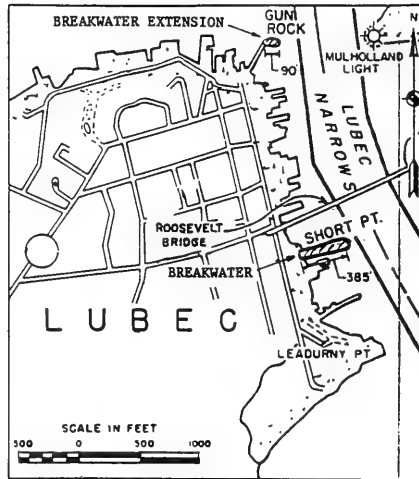 BREAKWATER EXTENSION
GUN
ROCK
MULHOLLAND
LIGHT
90'
LUBEC
NARROWS
ROOSEVELT
BRIDGE
SHORT PT.
BREAKWATER
385'
LUBEC
LEADURNY PT
SCALE IN FEET
500 0 500 1000